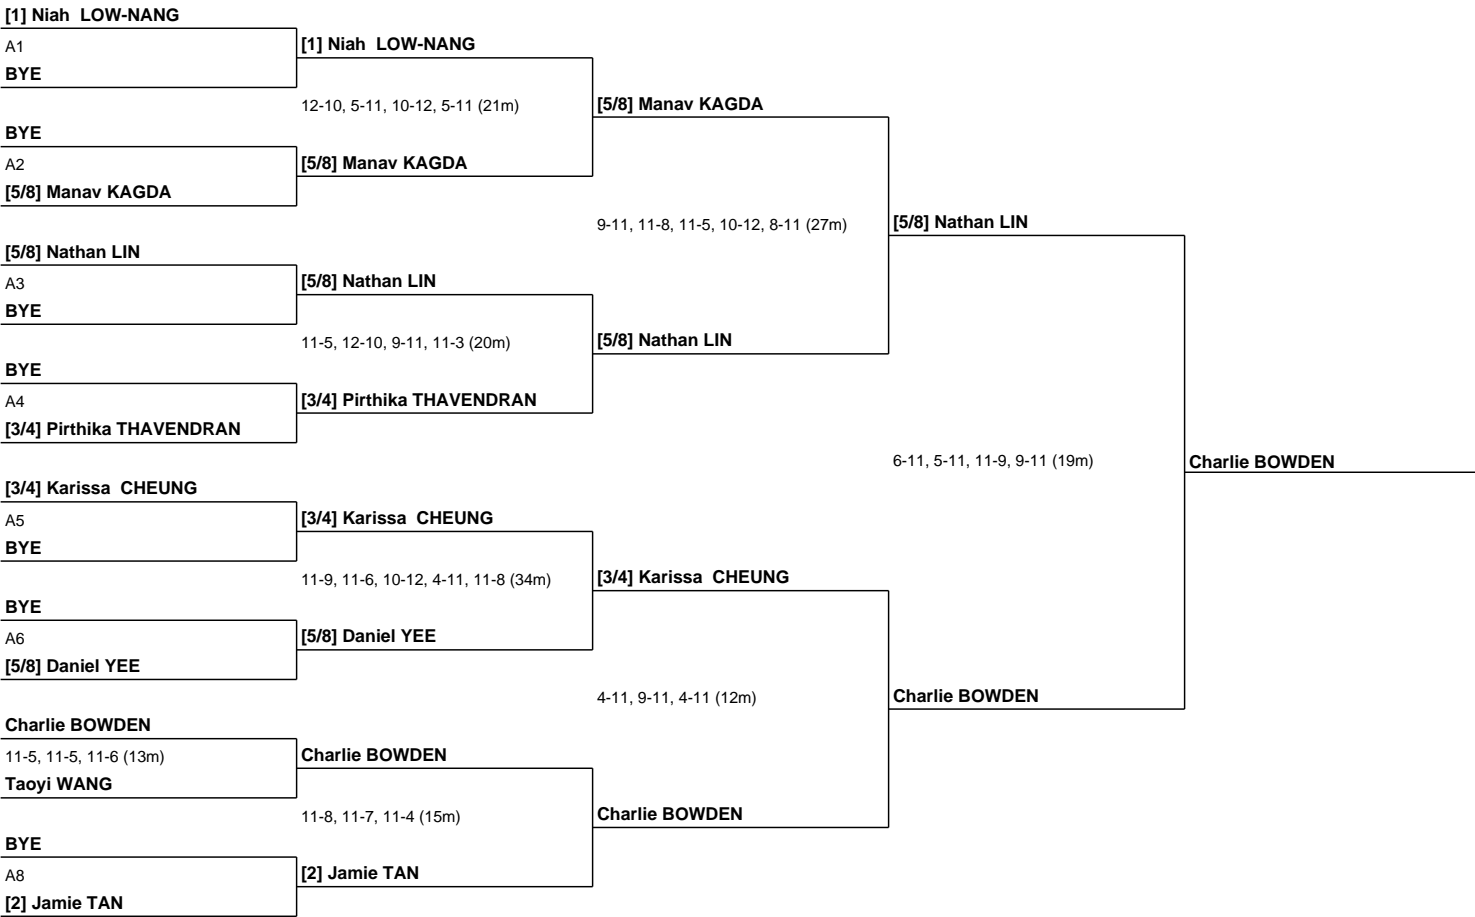 [1] Niah  LOW-NANG
A1
BYE
BYE
A2
[5/8] Manav KAGDA
[5/8] Nathan LIN
A3
BYE
BYE
A4
[3/4] Pirthika THAVENDRAN
[3/4] Karissa  CHEUNG
A5
BYE
BYE
A6
[5/8] Daniel YEE
Charlie BOWDEN
11-5, 11-5, 11-6 (13m)
Taoyi WANG
BYE
A8
[2] Jamie TAN
[1] Niah  LOW-NANG
12-10, 5-11, 10-12, 5-11 (21m)
[5/8] Manav KAGDA
[5/8] Nathan LIN
11-5, 12-10, 9-11, 11-3 (20m)
[3/4] Pirthika THAVENDRAN
[3/4] Karissa  CHEUNG
11-9, 11-6, 10-12, 4-11, 11-8 (34m)
[5/8] Daniel YEE
Charlie BOWDEN
11-8, 11-7, 11-4 (15m)
[2] Jamie TAN
[5/8] Manav KAGDA
9-11, 11-8, 11-5, 10-12, 8-11 (27m)
[5/8] Nathan LIN
[3/4] Karissa  CHEUNG
4-11, 9-11, 4-11 (12m)
Charlie BOWDEN
[5/8] Nathan LIN
6-11, 5-11, 11-9, 9-11 (19m)
Charlie BOWDEN
Charlie BOWDEN